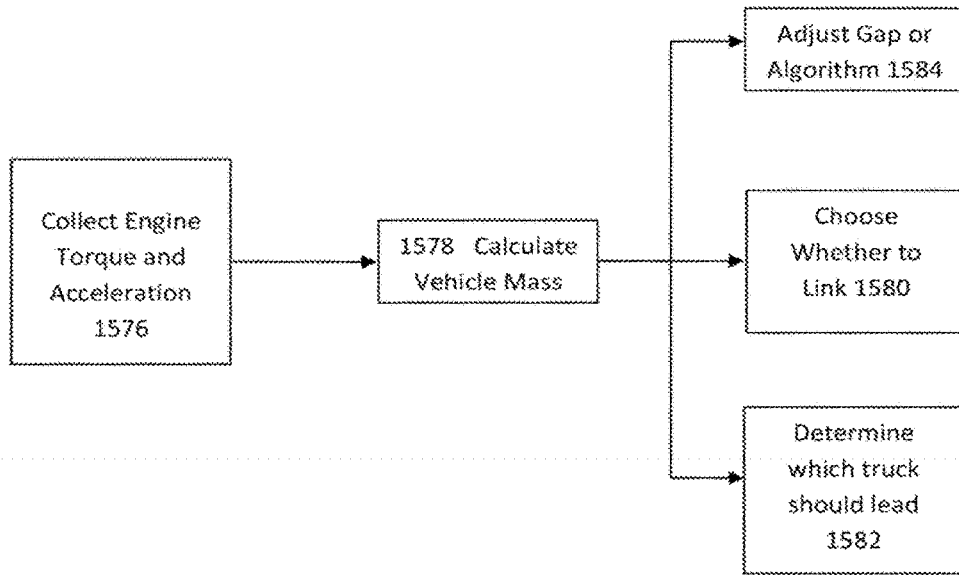 Collect Engine
Torque and
Acceleration
1576
1578 Calculate
Vehicle Mass
Adjust Gap or
Algorithm 1584
Choose
Whether to
Link 1580
Determine
which truck
should lead
1582